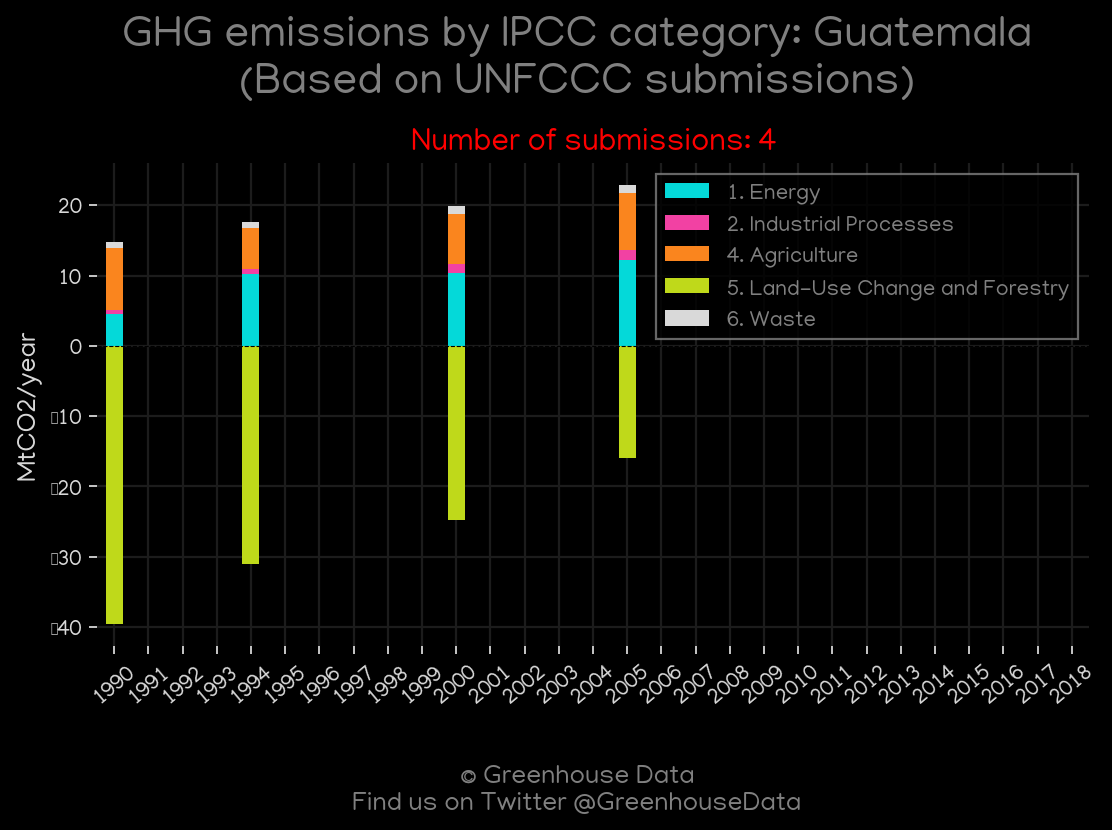 GHG emissions by IPCC category: Guatemala
(Based on UNFCCC submissions)
Number of submissions: 4
1. Energy
2. Industrial Processes
4. Agriculture
5. Land-Use Change and Forestry
6. Waste
MtCO2/year
20
10
0
▯10
▯20
▯30
▯40
1990 1991 1992 1993 1994 1995 1996 1997 1998 1999 2000 2001 2002 2003 2004 2005 2006 2007 2008 2009 2010 2011 2012 2013 2014 2015 2016 2017 2018
© Greenhouse Data
Find us on Twitter @GreenhouseData